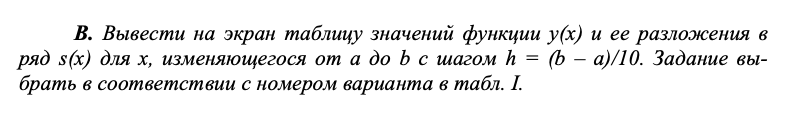 В. Вывести на экран таблицу значений функции y(x) и ее разложения в
ряд s(x) для x, изменяющегося от a до b с шагом h = (b – a)/10. Задание вы-
брать в соответствии с номером варианта в табл. I.